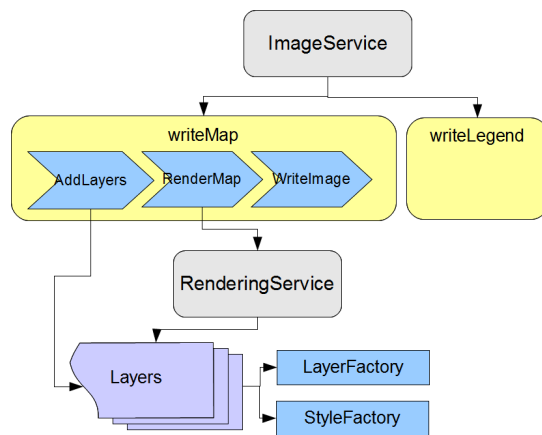 ImageService
writeMap
writeLegend
AddLayers
RenderMap
WriteImage
RenderingService
Layers
LayerFactory
StyleFactory